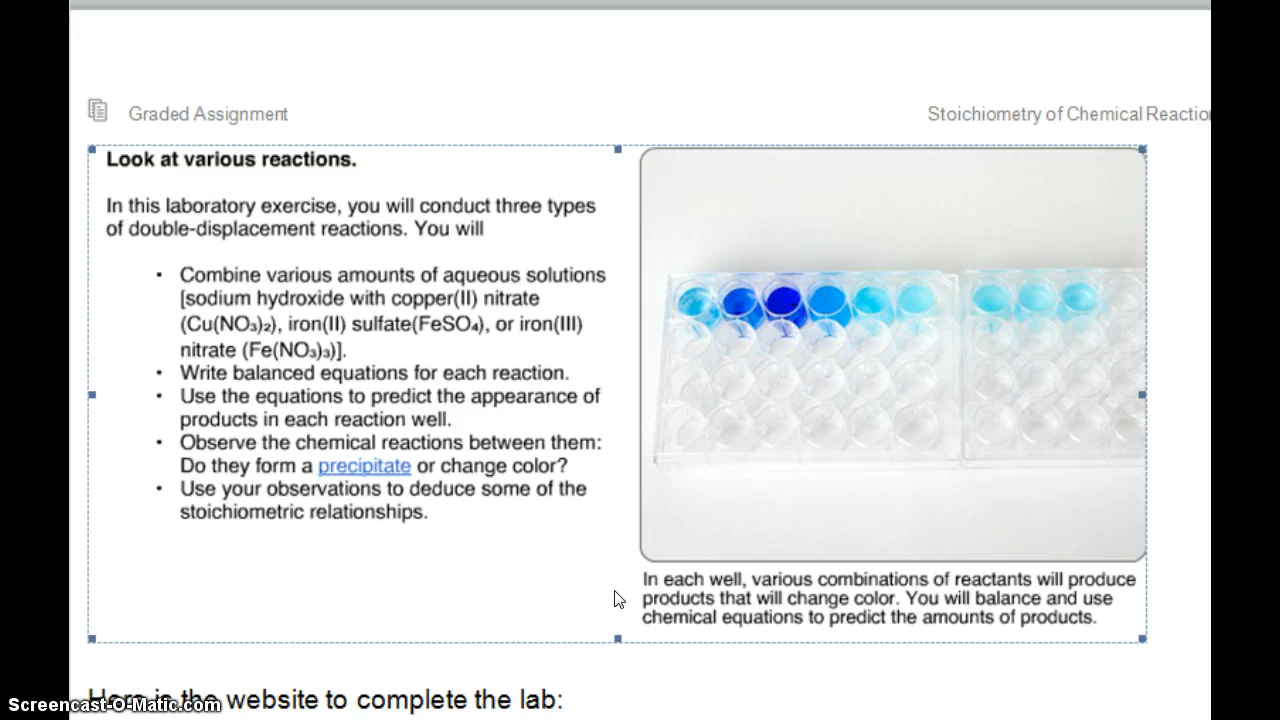 Graded Assignment
Stoichiometry of Chemical Reactio
Look at various reactions.
In this laboratory exercise, you will conduct three types
of double-displacement reactions. You will
· Combine various amounts of aqueous solutions
[sodium hydroxide with copper(II) nitrate
(Cu(NO₃)₂), iron(II) sulfate(FeSO₄), or iron(III)
nitrate (Fe(NO₃)₃)].
· Write balanced equations for each reaction.
· Use the equations to predict the appearance of
products in each reaction well.
· Observe the chemical reactions between them:
Do they form a precipitate or change color?
· Use your observations to deduce some of the
stoichiometric relationships.
In each well, various combinations of reactants will produce
products that will change color. You will balance and use
chemical equations to predict the amounts of products.
Here is the website to complete the lab:
Screencast-O-Matic.com